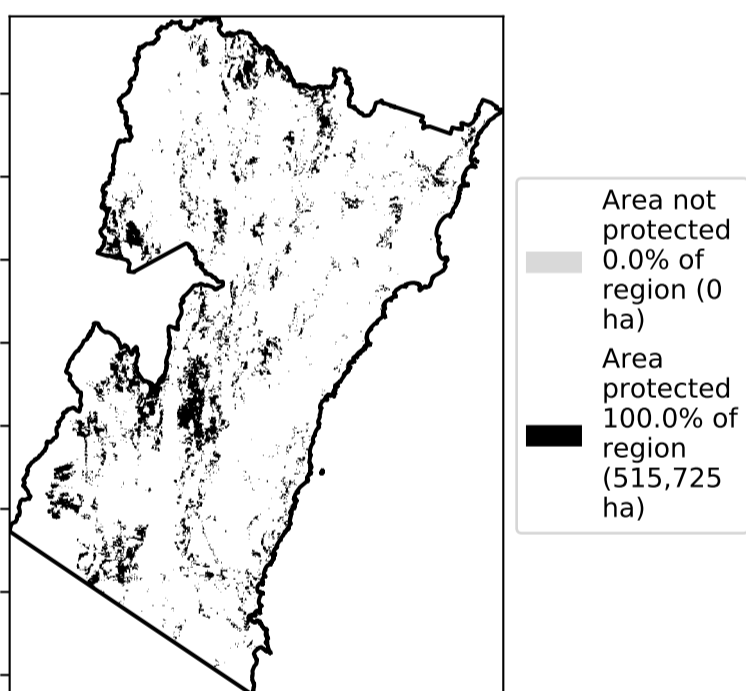 Area not
protected
0.0% of
region (0
ha)
Area
protected
100.0% of
region
(515,725
ha)